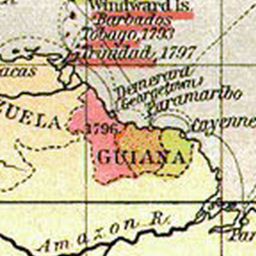 Windward Is.
Barbados
Tobago, 1793
Trinidad, 1797
acas
Demerara
Georgetown
Paramaribo
ZUELA
1796
Cayenne
GUIANA
Amazon R.
Par